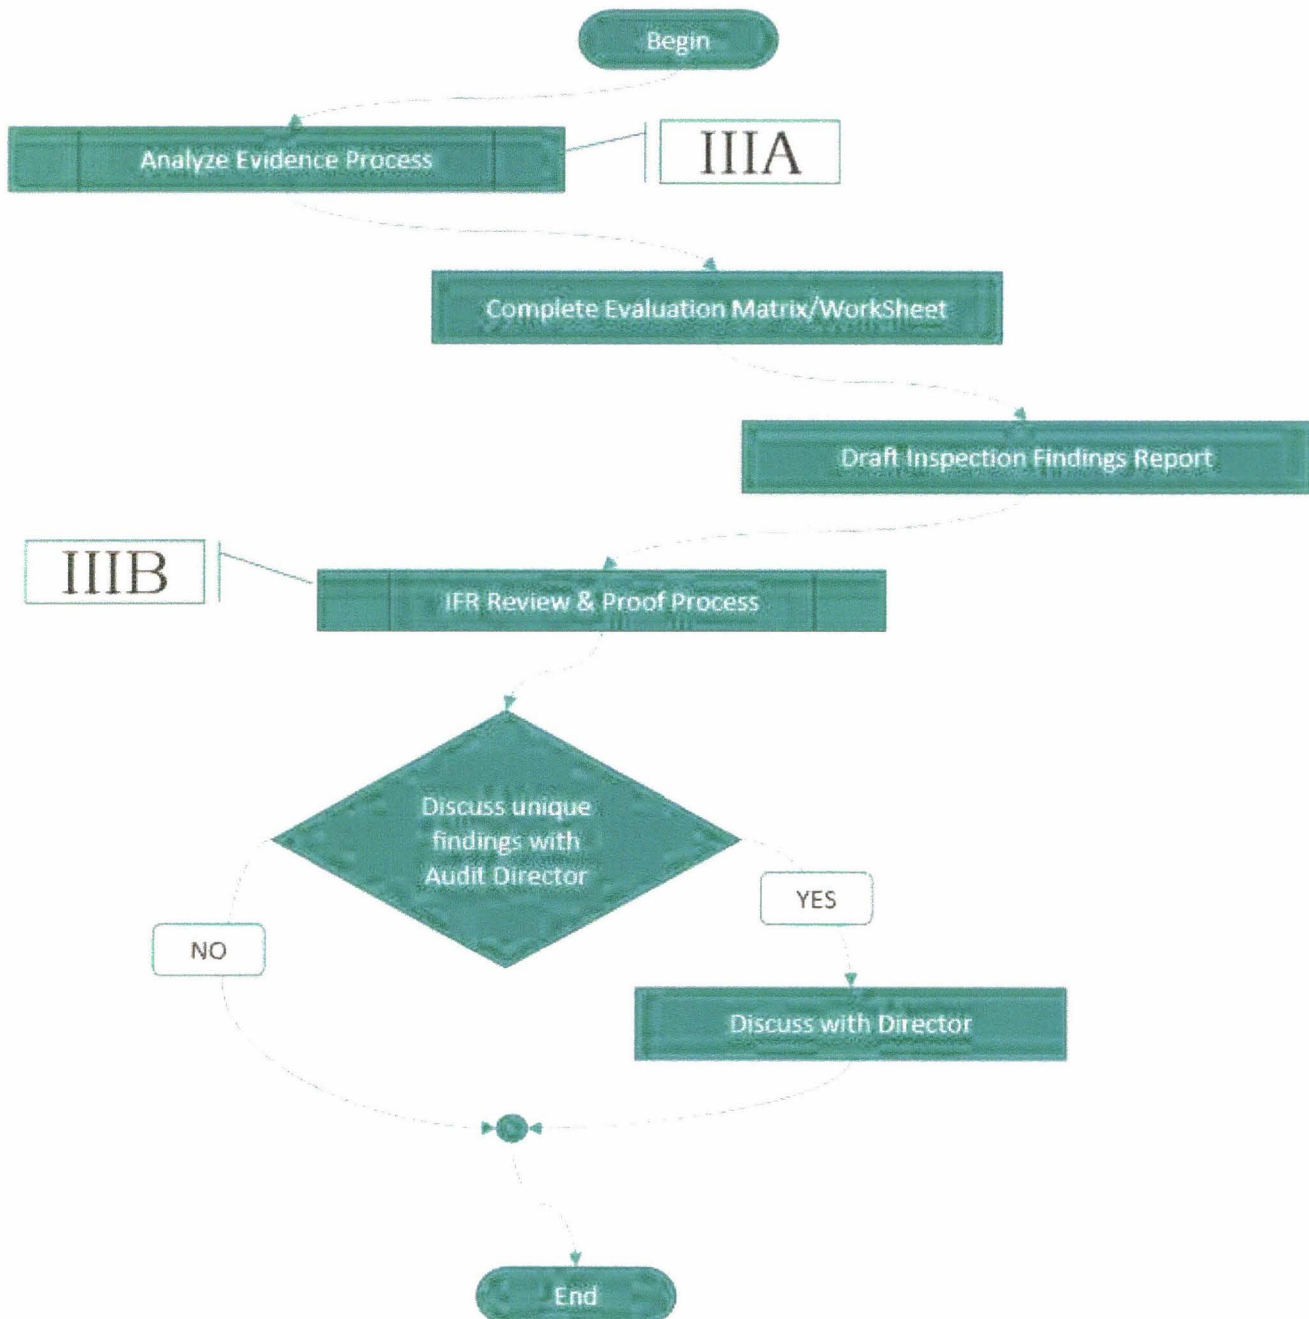 Begin
Analyze Evidence Process
IIIA
Complete Evaluation Matrix/WorkSheet
Draft Inspection Findings Report
IIIB
IFR Review & Proof Process
Discuss unique
findings with
Audit Director
YES
NO
Discuss with Director
End